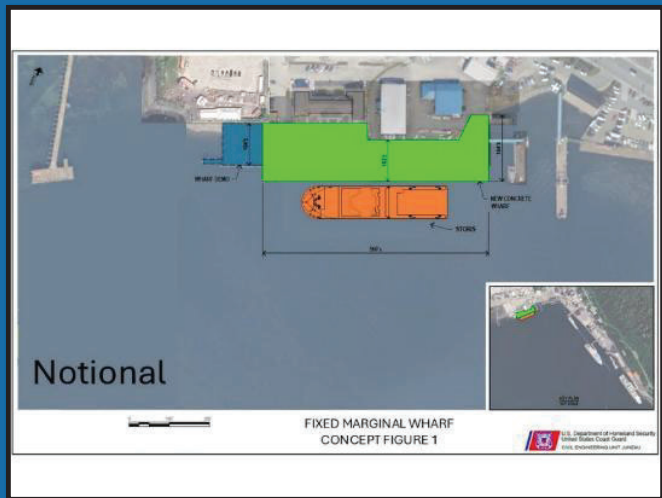 WHARF DEMO
NEW CONCRETE
WHARF
STORIS
Notional
FIXED MARGINAL WHARF
CONCEPT FIGURE 1
U.S. Department of Homeland Security
United States Coast Guard
CIVIL ENGINEERING UNIT JUNEAU